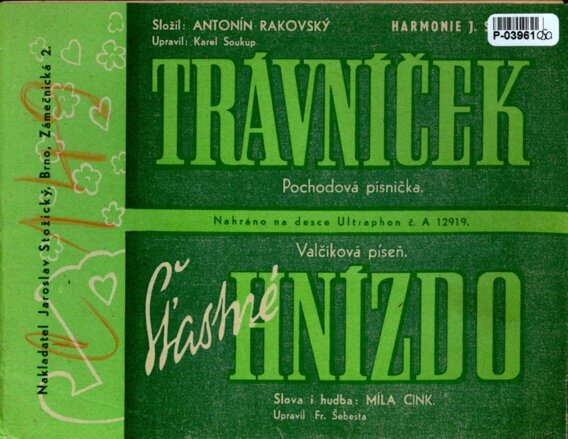 Složil: ANTONÍN RAKOVSKÝ
Upravil: Karel Soukup
HARMONIE J.
P-03961
TRÁVNÍČEK
Pochodová písnička.
Nahráno na desce Ultraphon č. A 12919.
Valčíková píseň.
Šťastné HNÍZDO
Slova i hudba: MÍLA CINK.
Upravil Fr. Šebesta
Nakladatel Jaroslav Stožický, Brno, Zámečnická 2.